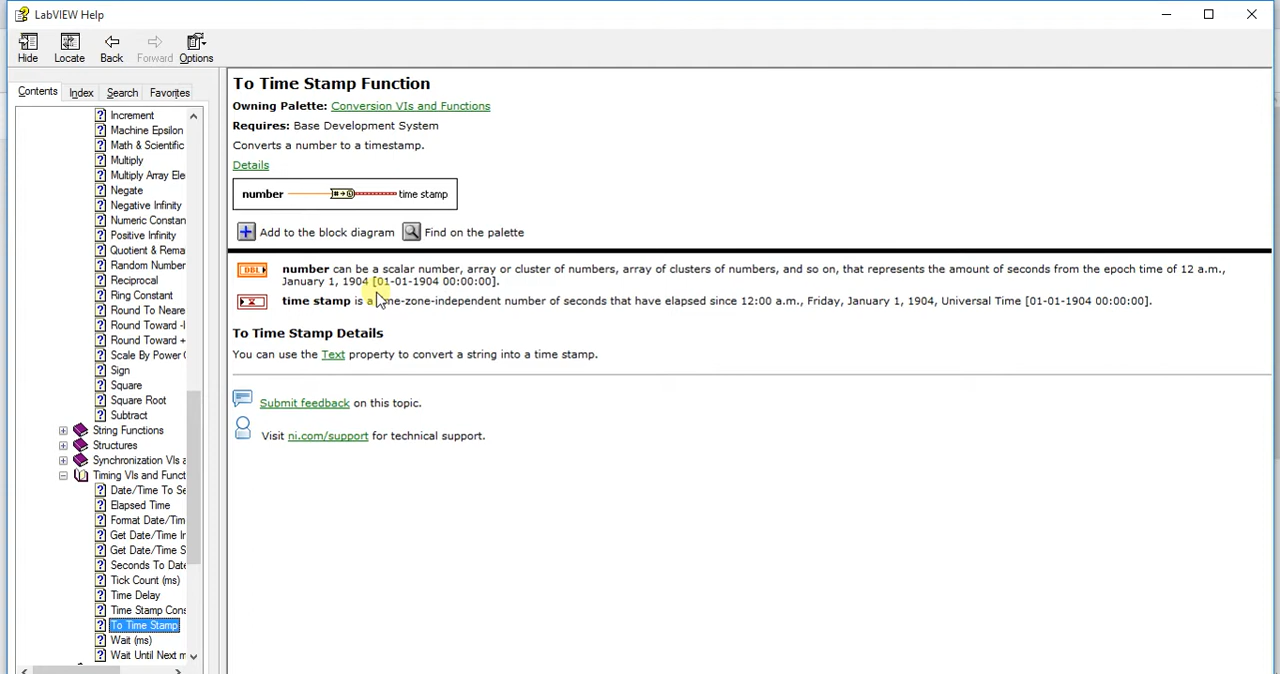 LabVIEW Help
Hide Locate Back Forward Options
Contents Index Search Favorites
Increment
Machine Epsilon
Math & Scientific
Multiply
Multiply Array Ele
Negate
Negative Infinity
Numeric Constan
Positive Infinity
Quotient & Rema
Random Number
Reciprocal
Ring Constant
Round To Neare
Round Toward -I
Round Toward +
Scale By Power
Sign
Square
Square Root
Subtract
String Functions
Structures
Synchronization VIs a
Timing VIs and Funct
Date/Time To Se
Elapsed Time
Format Date/Tim
Get Date/Time In
Get Date/Time S
Seconds To Date
Tick Count (ms)
Time Delay
Time Stamp Cons
To Time Stamp
Wait (ms)
Wait Until Next m
To Time Stamp Function
Owning Palette: Conversion VIs and Functions
Requires: Base Development System
Converts a number to a timestamp.
Details
number time stamp
Add to the block diagram Find on the palette
DBL number can be a scalar number, array or cluster of numbers, array of clusters of numbers, and so on, that represents the amount of seconds from the epoch time of 12 a.m.,
January 1, 1904 [01-01-1904 00:00:00].
time stamp is a time-zone-independent number of seconds that have elapsed since 12:00 a.m., Friday, January 1, 1904, Universal Time [01-01-1904 00:00:00].
To Time Stamp Details
You can use the Text property to convert a string into a time stamp.
Submit feedback on this topic.
Visit ni.com/support for technical support.